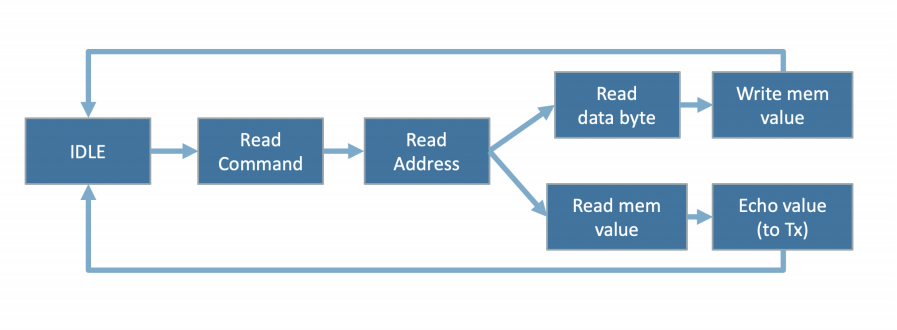 IDLE
Read
Command
Read
Address
Read
data byte
Write mem
value
Read mem
value
Echo value
(to Tx)